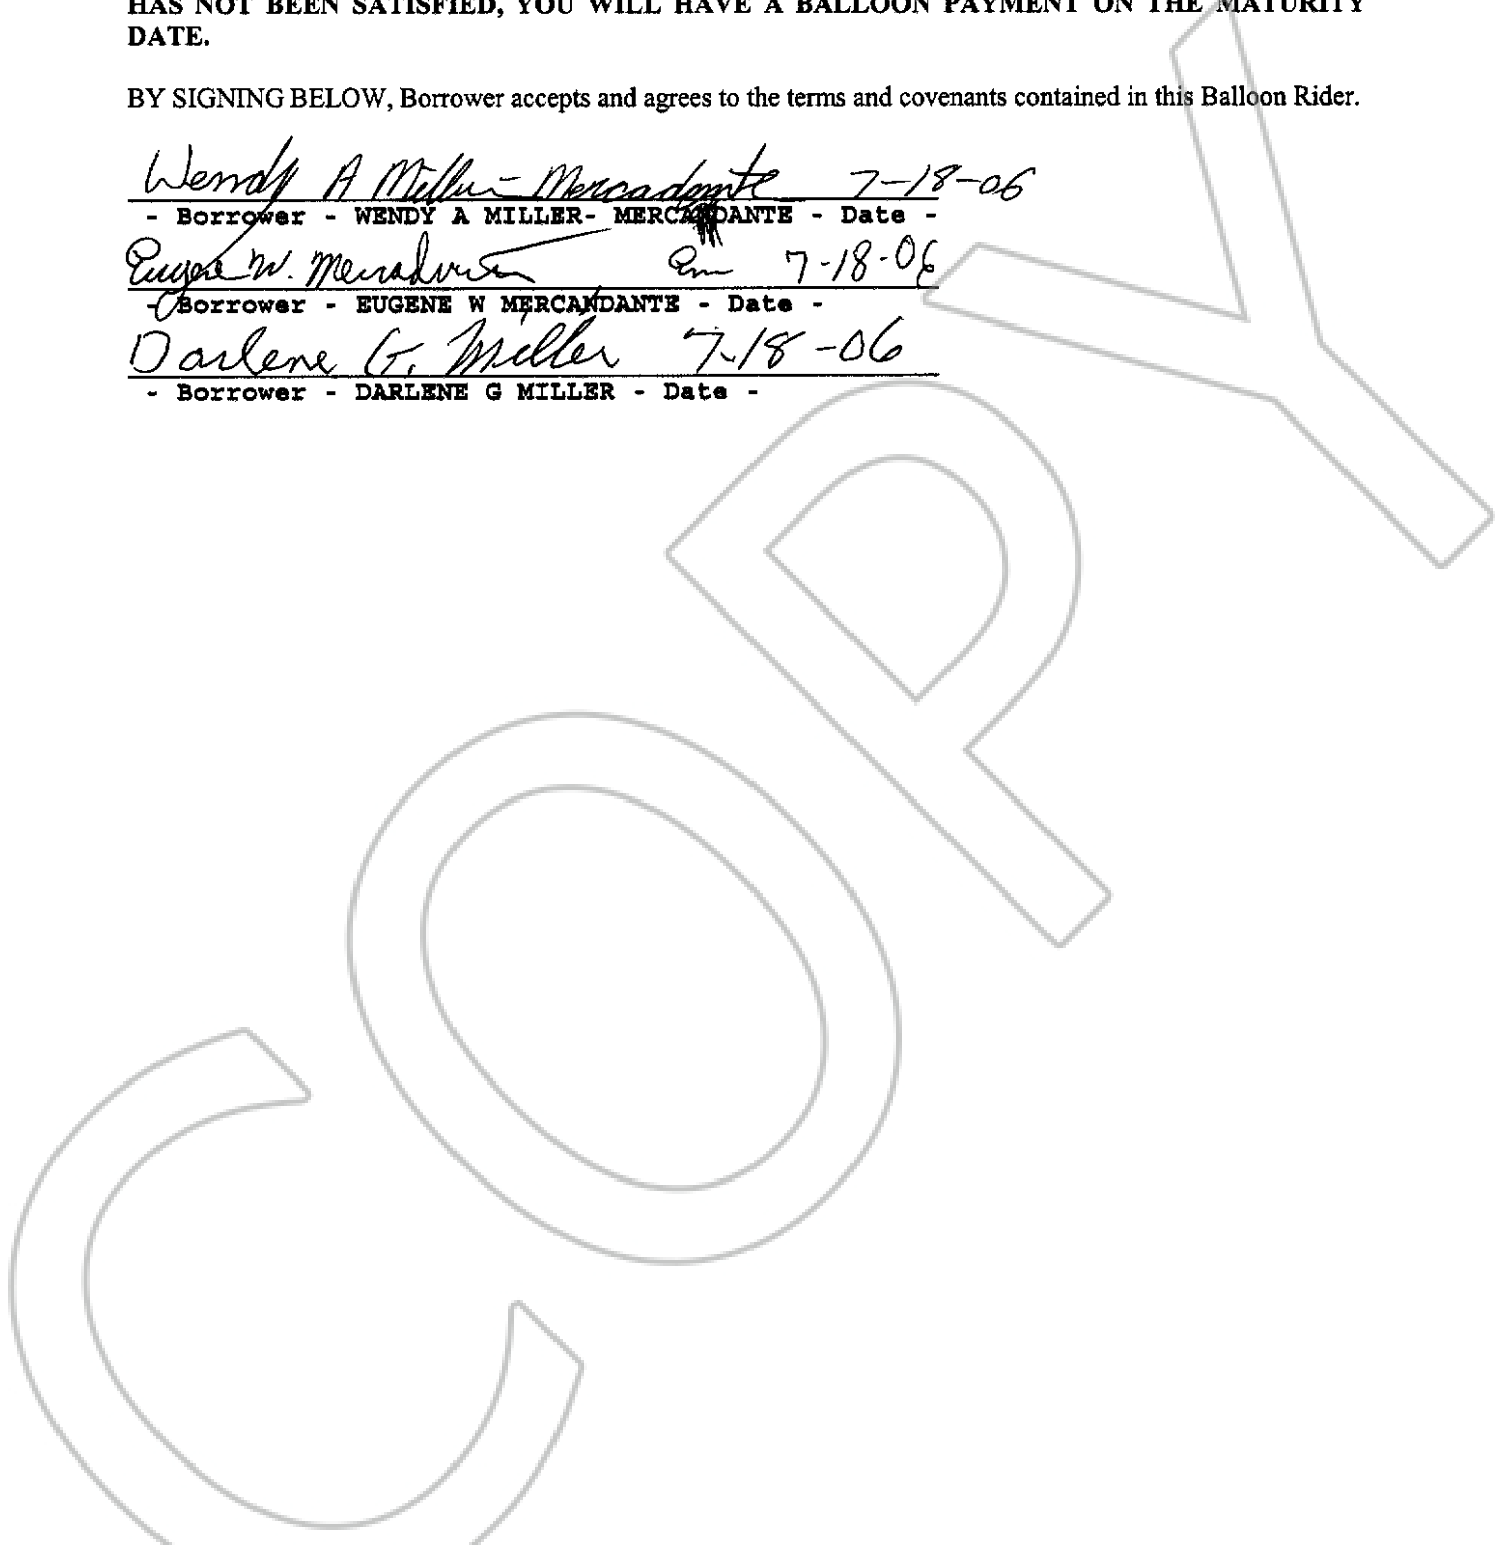 HAS NOT BEEN SATISFIED, YOU WILL HAVE A BALLOON PAYMENT ON THE MATURITY
DATE.
BY SIGNING BELOW, Borrower accepts and agrees to the terms and covenants contained in this Balloon Rider.
Wendy A Miller-Mercadante 7-18-06
- Borrower - WENDY A MILLER- MERCANDANTE - Date -
Eugene W. Mercadante Em 7-18-06
- Borrower - EUGENE W MERCANDANTE - Date -
Darlene G. Miller 7-18-06
- Borrower - DARLENE G MILLER - Date -
COPY